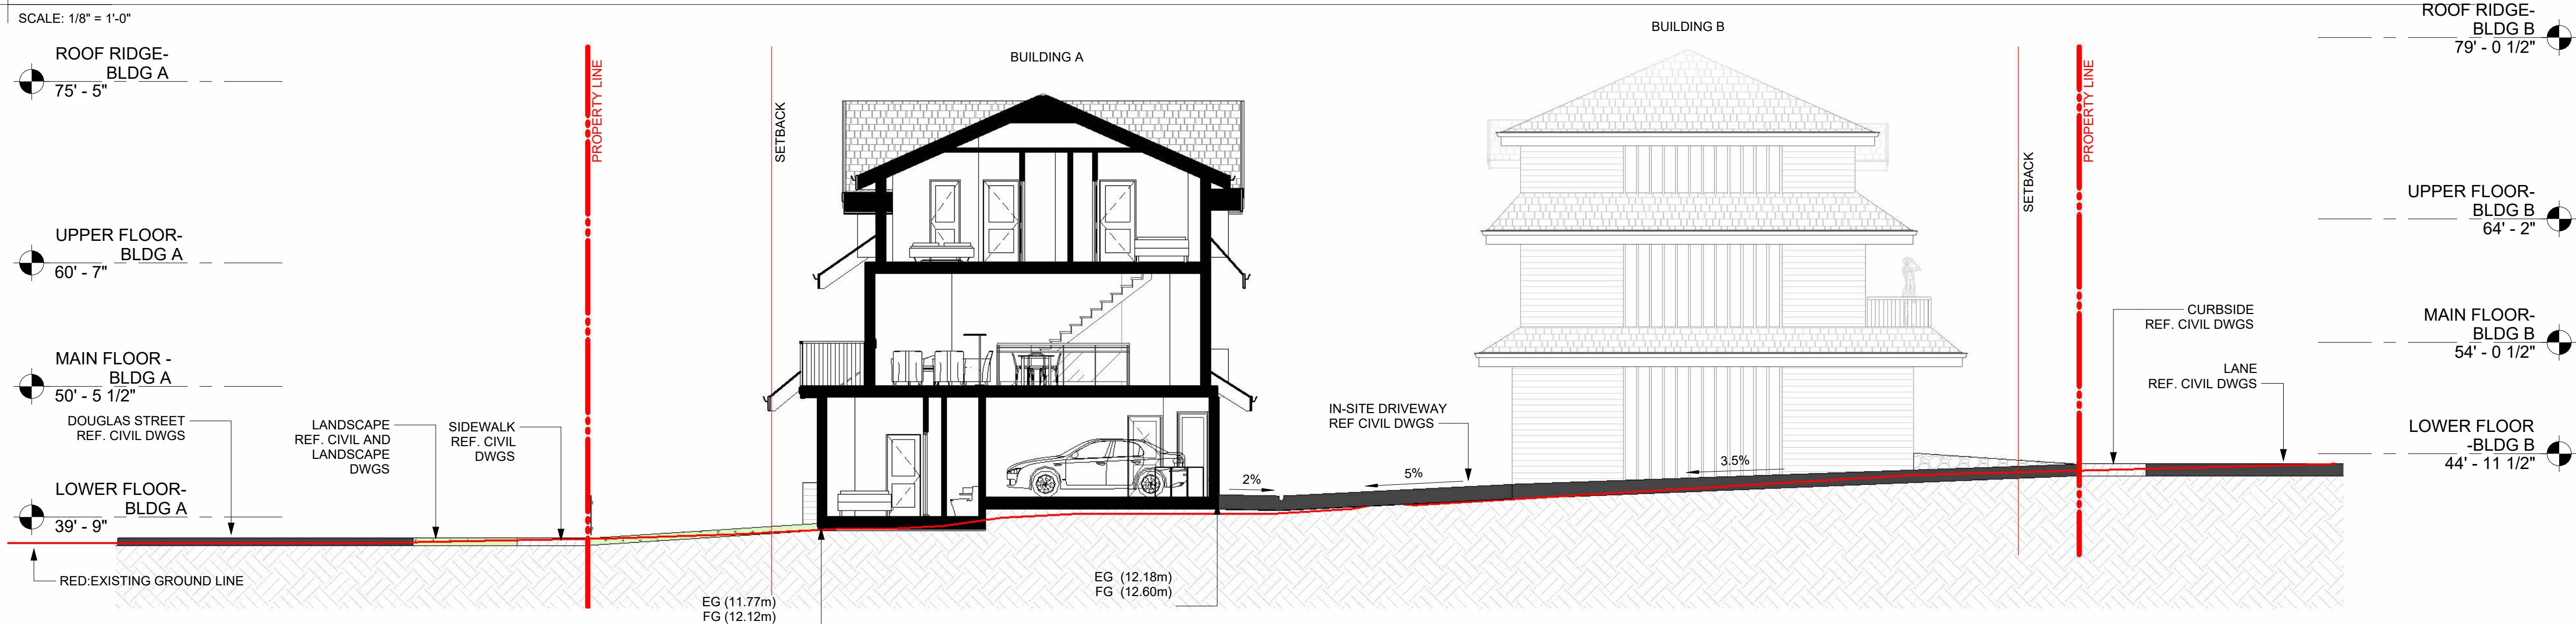 SCALE: 1/8" = 1'-0"
ROOF RIDGE-
BLDG A
75' - 5"
UPPER FLOOR-
BLDG A
60' - 7"
MAIN FLOOR -
BLDG A
50' - 5 1/2"
DOUGLAS STREET
REF. CIVIL DWGS
LANDSCAPE
REF. CIVIL AND
LANDSCAPE
DWGS
SIDEWALK
REF. CIVIL
DWGS
LOWER FLOOR-
BLDG A
39' - 9"
RED:EXISTING GROUND LINE
PROPERTY LINE
SETBACK
BUILDING A
EG (11.77m)
FG (12.12m)
EG (12.18m)
FG (12.60m)
2%
5%
IN-SITE DRIVEWAY
REF CIVIL DWGS
3.5%
BUILDING B
SETBACK
PROPERTY LINE
CURBSIDE
REF. CIVIL DWGS
LANE
REF. CIVIL DWGS
ROOF RIDGE-
BLDG B
79' - 0 1/2"
UPPER FLOOR-
BLDG B
64' - 2"
MAIN FLOOR-
BLDG B
54' - 0 1/2"
LOWER FLOOR
-BLDG B
44' - 11 1/2"